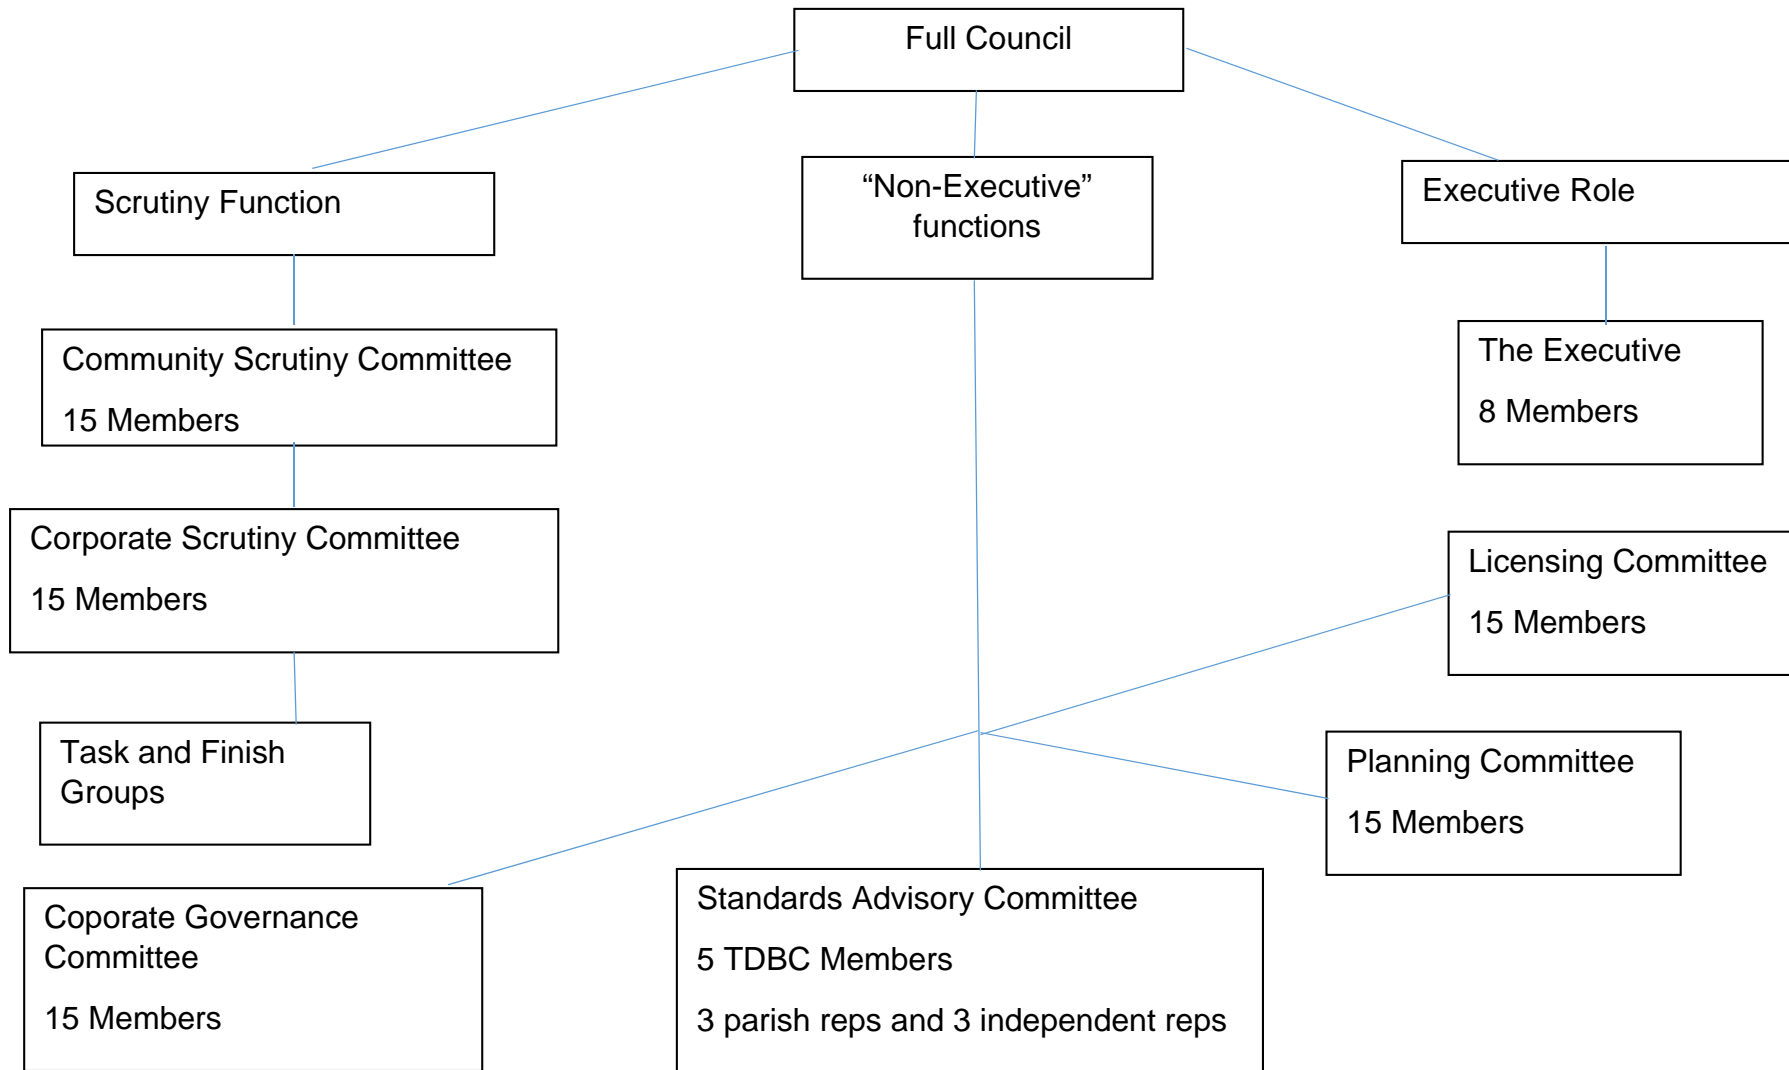 Full Council
Scrutiny Function
“Non-Executive”
functions
Executive Role
Community Scrutiny Committee
15 Members
The Executive
8 Members
Corporate Scrutiny Committee
15 Members
Licensing Committee
15 Members
Task and Finish
Groups
Planning Committee
15 Members
Coporate Governance
Committee
15 Members
Standards Advisory Committee
5 TDBC Members
3 parish reps and 3 independent reps